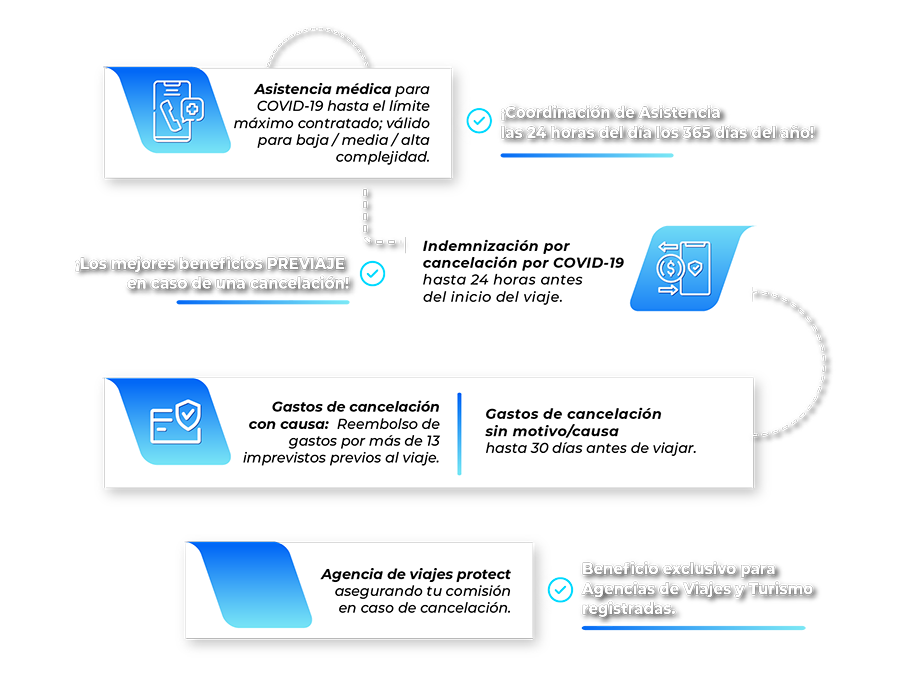 Asistencia médica para
COVID-19 hasta el límite
máximo contratado; válido
para baja / media / alta
complejidad.
¡Coordinación de Asistencia
las 24 horas del día los 365 días del año!
¡Los mejores beneficios PREVIAJE
en caso de una cancelación!
Indemnización por
cancelación por COVID-19
hasta 24 horas antes
del inicio del viaje.
Gastos de cancelación
con causa: Reembolso de
gastos por más de 13
imprevistos previos al viaje.
Gastos de cancelación
sin motivo/causa
hasta 30 días antes de viajar.
Agencia de viajes protect
asegurando tu comisión
en caso de cancelación.
Beneficio exclusivo para
Agencias de Viajes y Turismo
registradas.